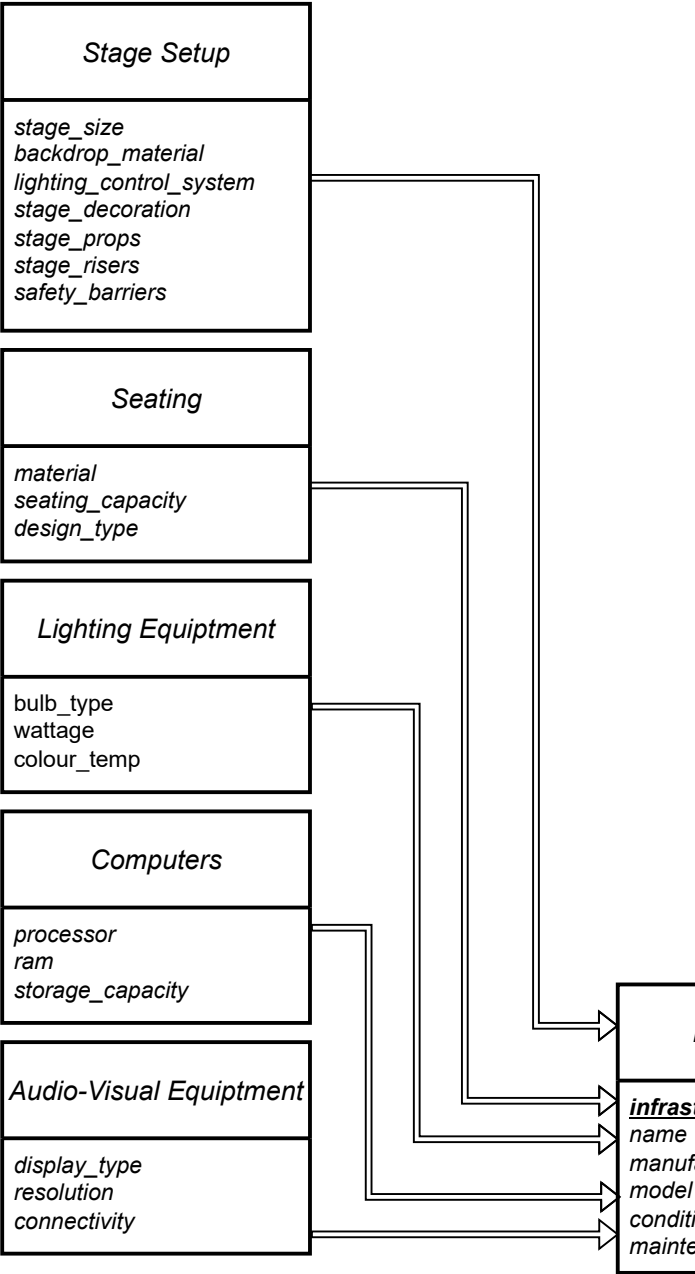 Stage Setup
stage_size
backdrop_material
lighting_control_system
stage_decoration
stage_props
stage_risers
safety_barriers
Seating
material
seating_capacity
design_type
Lighting Equiptment
bulb_type
wattage
colour_temp
Computers
processor
ram
storage_capacity
Audio-Visual Equiptment
display_type
resolution
connectivity
name
model